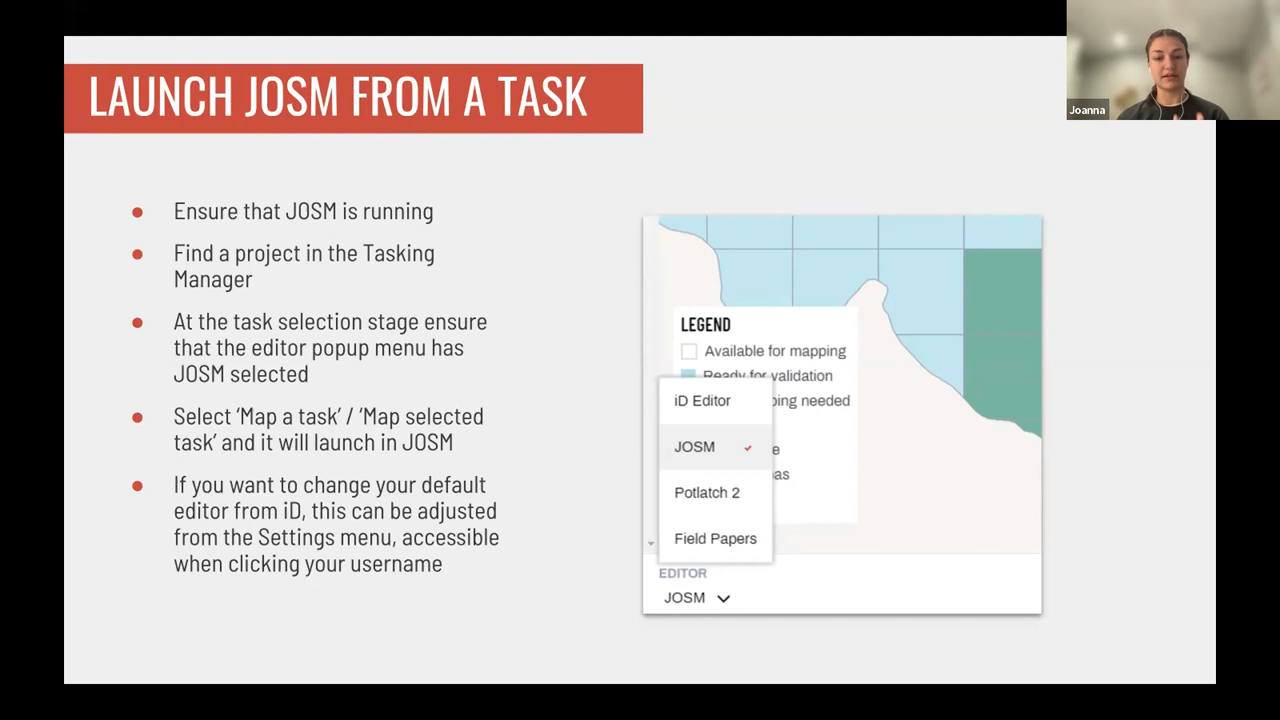 LAUNCH JOSM FROM A TASK
Joanna
● Ensure that JOSM is running
● Find a project in the Tasking
Manager
● At the task selection stage ensure
that the editor popup menu has
JOSM selected
● Select ‘Map a task’ / ‘Map selected
task’ and it will launch in JOSM
● If you want to change your default
editor from iD, this can be adjusted
from the Settings menu, accessible
when clicking your username
LEGEND
Available for mapping
Ready for validation
needed
iD Editor
JOSM
Potlatch 2
Field Papers
EDITOR
JOSM